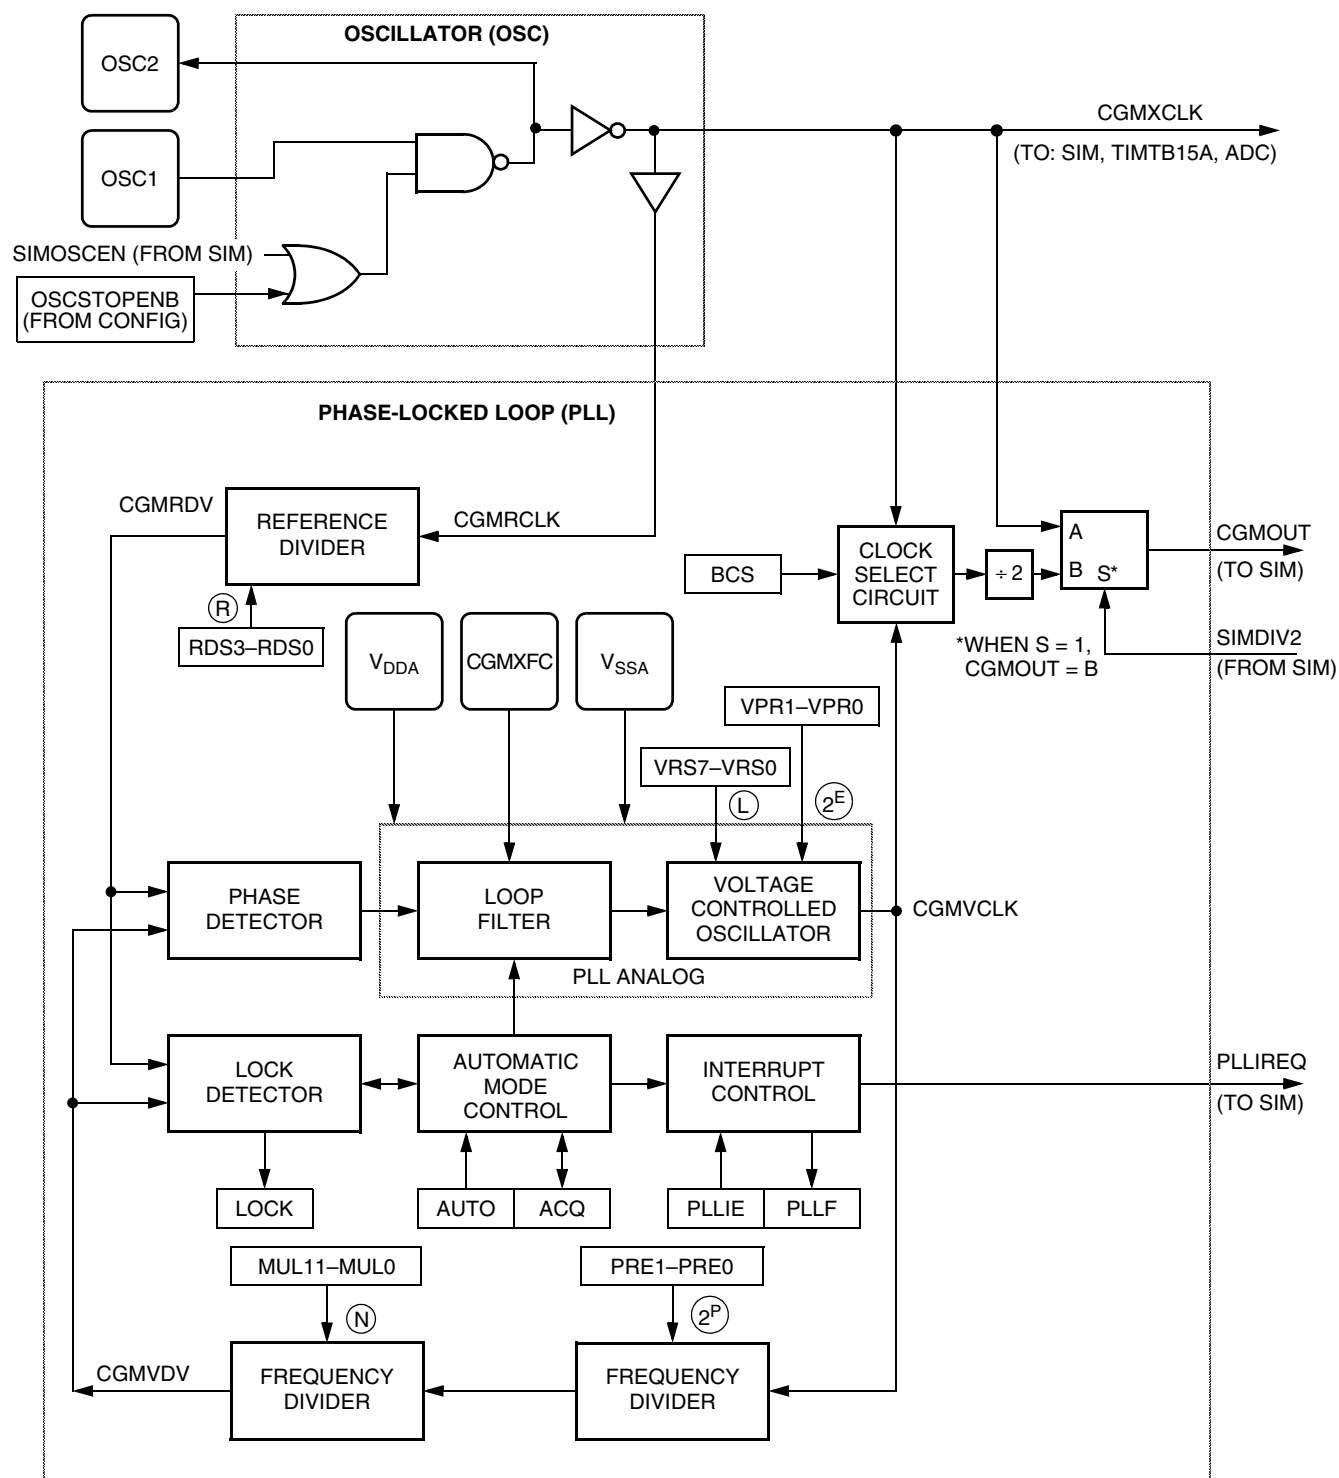 OSCILLATOR (OSC)
OSC2
CGMXCLK
(TO: SIM, TIMTB15A, ADC)
OSC1
SIMOSCEN (FROM SIM)
OSCSTOPENB
(FROM CONFIG)
PHASE-LOCKED LOOP (PLL)
CGMRDV
REFERENCE
DIVIDER
CGMRCLK
R
RDS3–RDS0
BCS
CLOCK
SELECT
CIRCUIT
÷ 2
A
B S*
CGMOUT
(TO SIM)
*WHEN S = 1,
CGMOUT = B
SIMDIV2
(FROM SIM)
VDDA
CGMXFC
VSSA
VPR1–VPR0
VRS7–VRS0
L
2E
PHASE
DETECTOR
LOOP
FILTER
VOLTAGE
CONTROLLED
OSCILLATOR
CGMVCLK
PLL ANALOG
LOCK
DETECTOR
AUTOMATIC
MODE
CONTROL
INTERRUPT
CONTROL
PLLIREQ
(TO SIM)
LOCK
AUTO
ACQ
PLLIE
PLLF
MUL11–MUL0
PRE1–PRE0
N
2P
CGMVDV
FREQUENCY
DIVIDER
FREQUENCY
DIVIDER